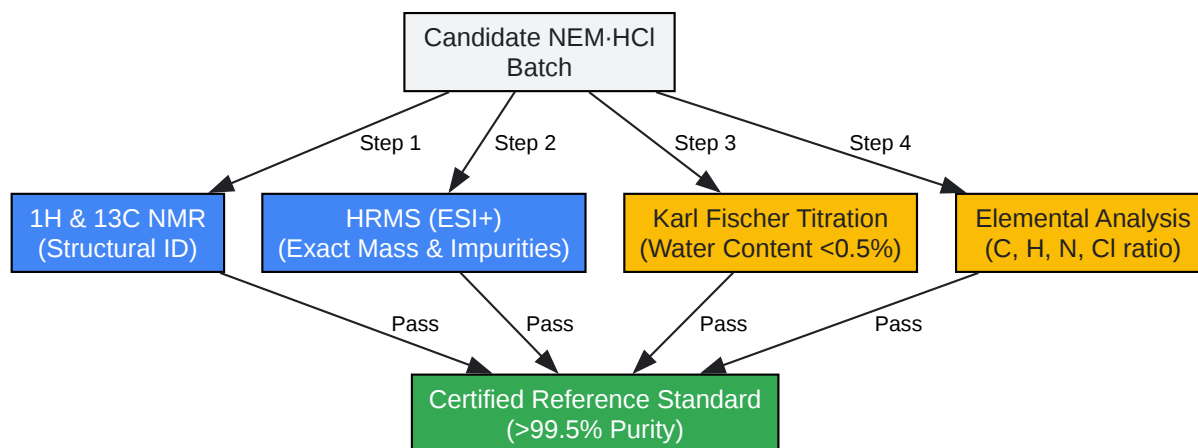 Candidate NEM·HCl
Batch
Step 1
Step 2
Step 3
Step 4
1H & 13C NMR
(Structural ID)
HRMS (ESI+)
(Exact Mass & Impurities)
Karl Fischer Titration
(Water Content <0.5%)
Elemental Analysis
(C, H, N, Cl ratio)
Pass
Pass
Pass
Pass
Certified Reference Standard
(>99.5% Purity)